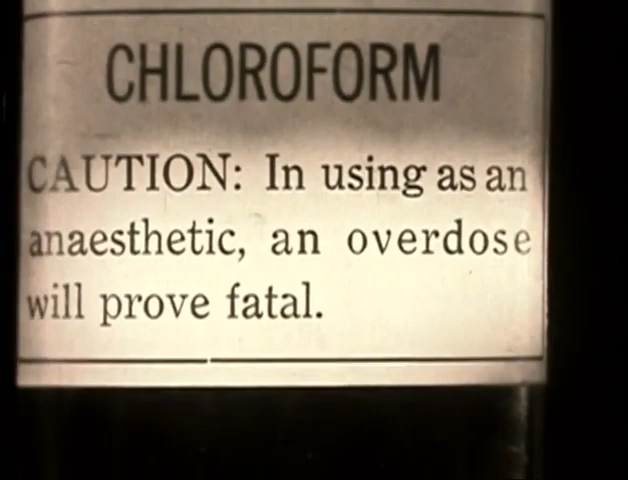 CHLOROFORM
CAUTION: In using as an
anaesthetic, an overdose
will prove fatal.